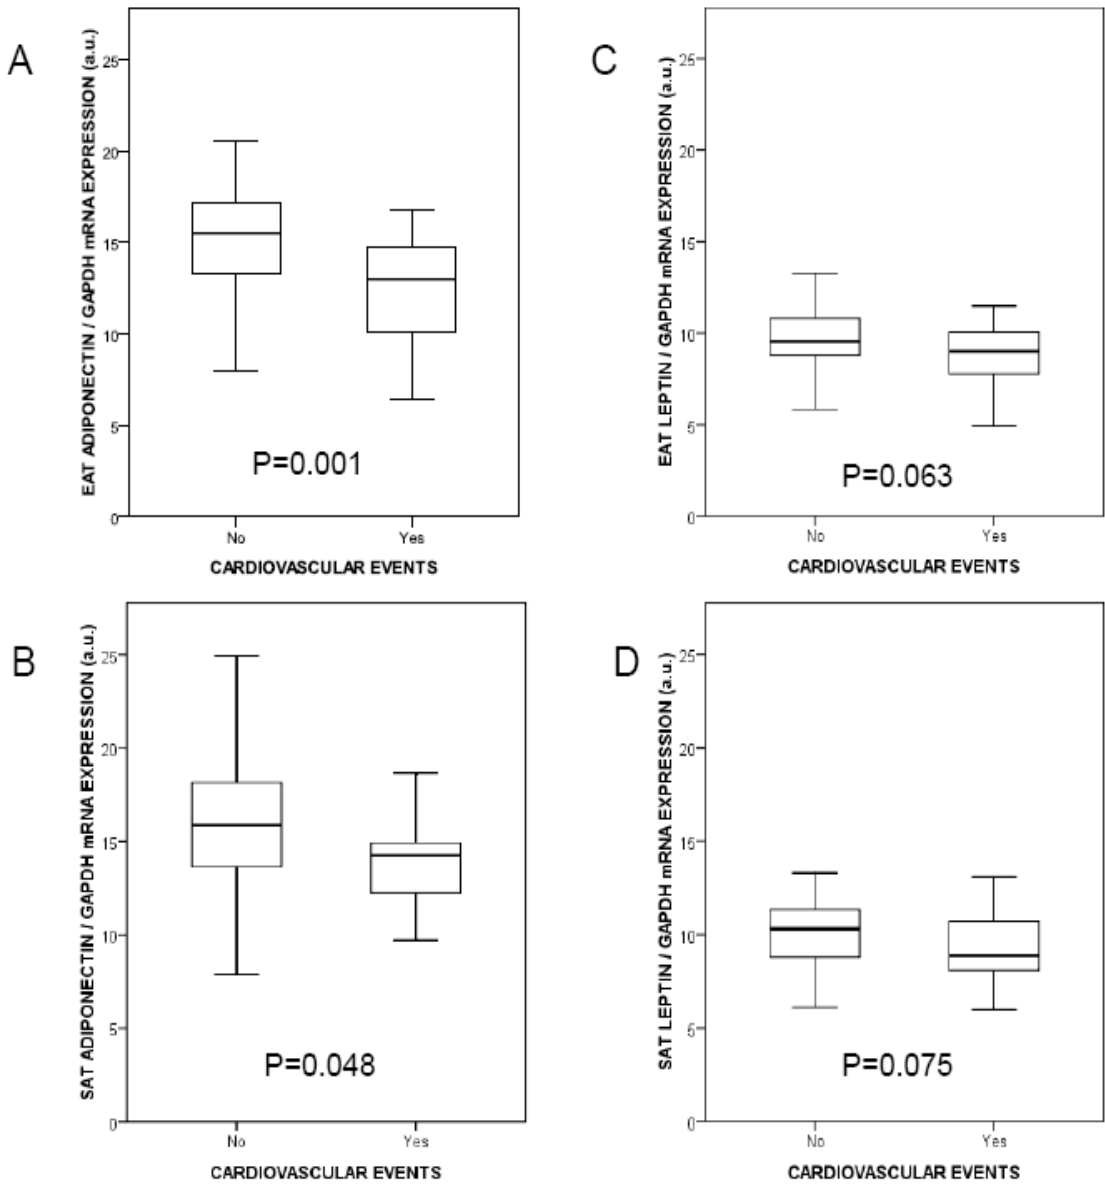 A
EAT ADIPONECTIN / GAPDH mRNA EXPRESSION (a.u.)
25
20
15
10
5
0
P=0.001
No Yes
CARDIOVASCULAR EVENTS
C
EAT LEPTIN / GAPDH mRNA EXPRESSION (a.u.)
25
20
15
10
5
0
P=0.063
No Yes
CARDIOVASCULAR EVENTS
B
SAT ADIPONECTIN / GAPDH mRNA EXPRESSION (a.u.)
25
20
15
10
5
0
P=0.048
No Yes
CARDIOVASCULAR EVENTS
D
SAT LEPTIN / GAPDH mRNA EXPRESSION (a.u.)
25
20
15
10
5
0
P=0.075
No Yes
CARDIOVASCULAR EVENTS